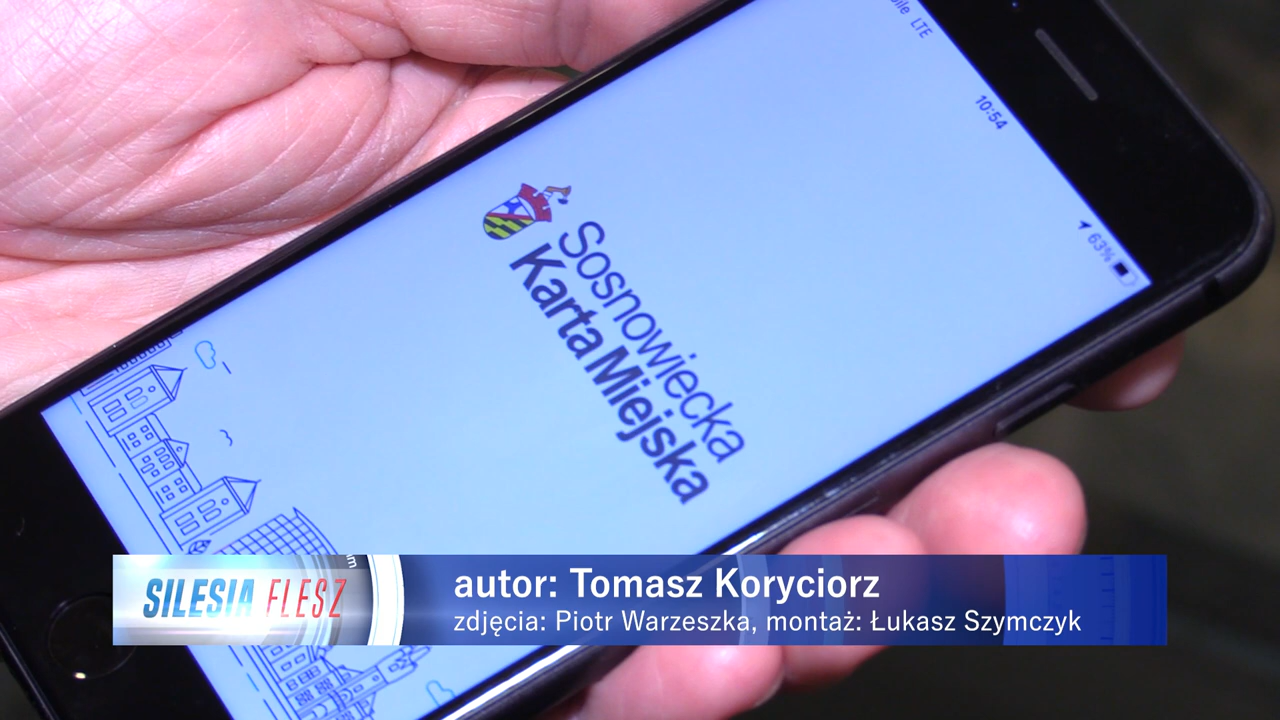 LTE
10:54
63%
Sosnowiecka
Karta Miejska
SILESIA FLESZ
autor: Tomasz Koryciorz
zdjęcia: Piotr Warzeszka, montaż: Łukasz Szymczyk